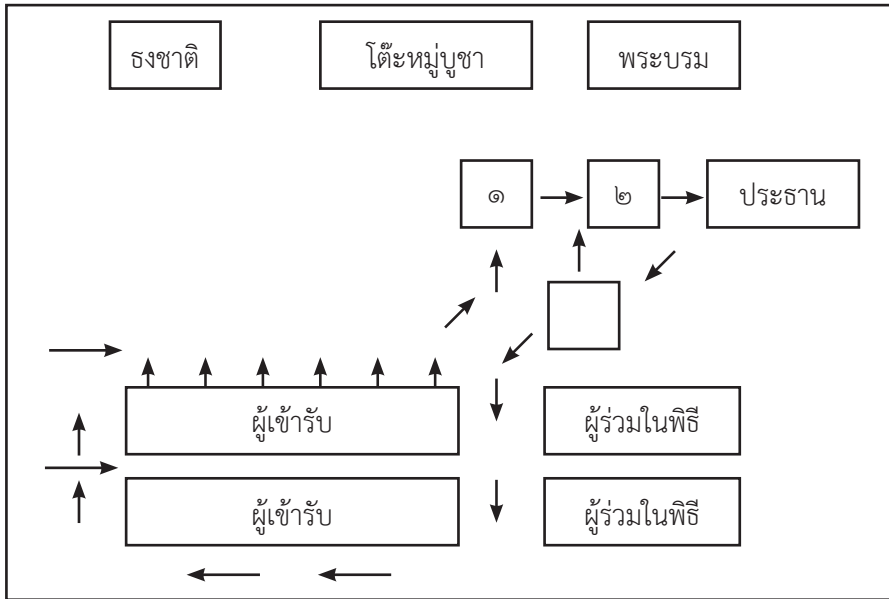 ธงชาติ
โต๊ะหมู่บูชา
พระบรม
๑
๒
ประธาน
ผู้เข้ารับ
ผู้ร่วมในพิธี
ผู้เข้ารับ
ผู้ร่วมในพิธี